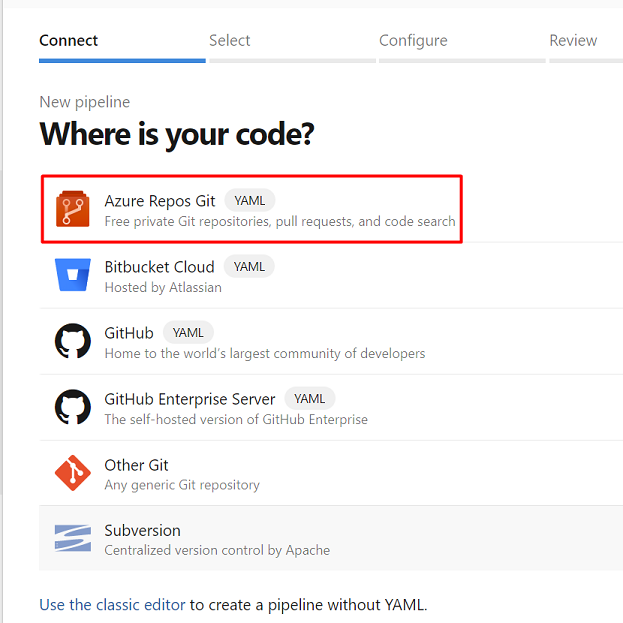 Connect
Select
Configure
Review
New pipeline
Where is your code?
Azure Repos Git YAML
Free private Git repositories, pull requests, and code search
Bitbucket Cloud YAML
Hosted by Atlassian
GitHub YAML
Home to the world's largest community of developers
GitHub Enterprise Server YAML
The self-hosted version of GitHub Enterprise
Other Git
Any generic Git repository
Subversion
Centralized version control by Apache
Use the classic editor to create a pipeline without YAML.